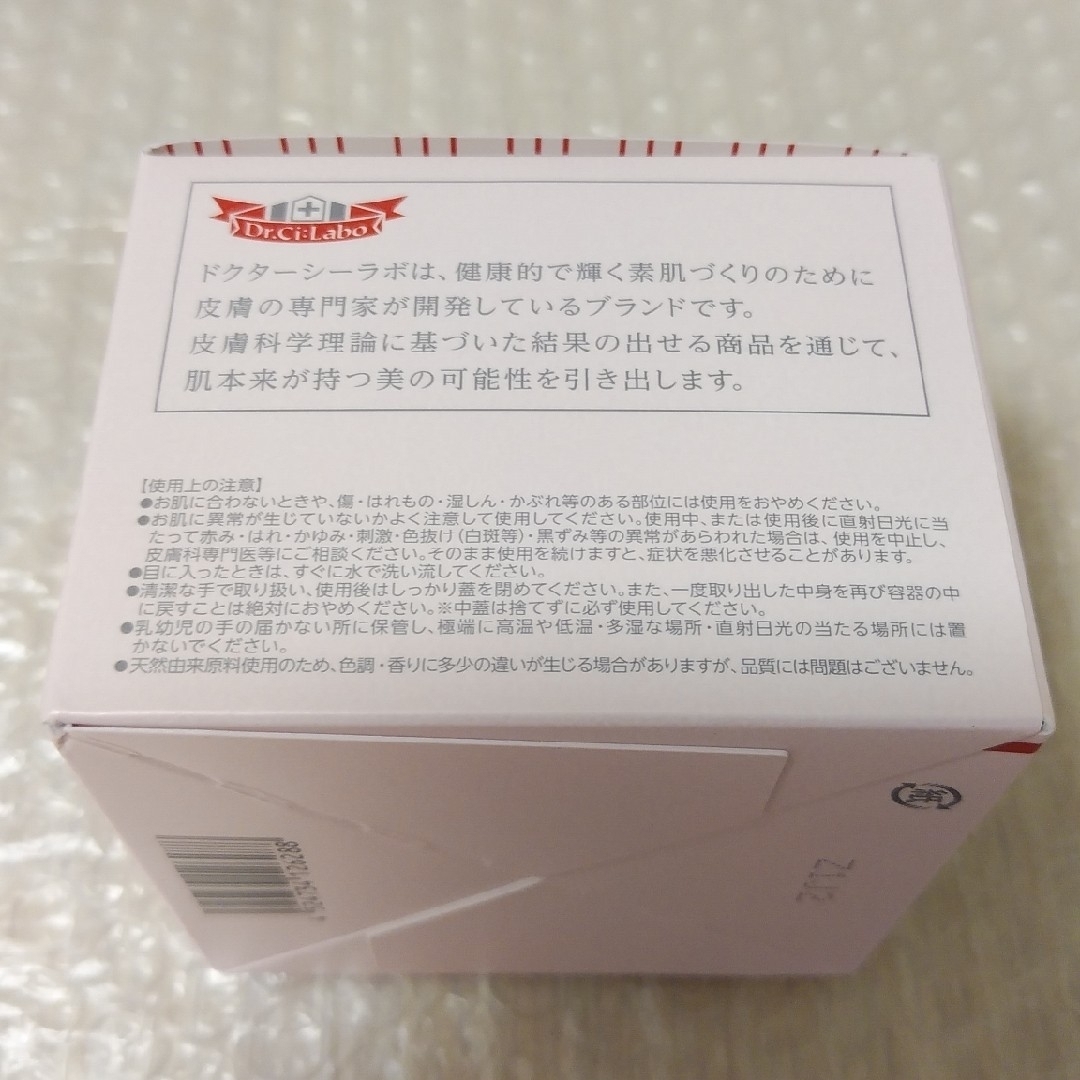 Dr.Ci:Labo
ドクターシーラボは、健康的で輝く素肌づくりのために
皮膚の専門家が開発しているブランドです。
皮膚科学理論に基づいた結果の出せる商品を通じて、
肌本来が持つ美の可能性を引き出します。
【使用上の注意】
●お肌に合わないときや、傷・はれもの・湿しん・かぶれ等のある部位には使用をおやめください。
●お肌に異常が生じていないかよく注意して使用してください。使用中、または使用後に直射日光に当
たって赤み・はれ・かゆみ・刺激・色抜け(白斑等)・黒ずみ等の異常があらわれた場合は、使用を中止し、
皮膚科専門医等にご相談ください。そのまま使用を続けますと、症状を悪化させることがあります。
●目に入ったときは、すぐに水で洗い流してください。
●清潔な手で取り扱い、使用後はしっかり蓋を閉めてください。また、一度取り出した中身を再び容器の中
に戻すことは絶対におやめください。※中蓋は捨てずに必ず使用してください。
●乳幼児の手の届かない所に保管し、極端に高温や低温・多湿な場所・直射日光の当たる場所には置
かないでください。
●天然由来原料使用のため、色調・香りに多少の違いが生じる場合がありますが、品質には問題はございません。
紙